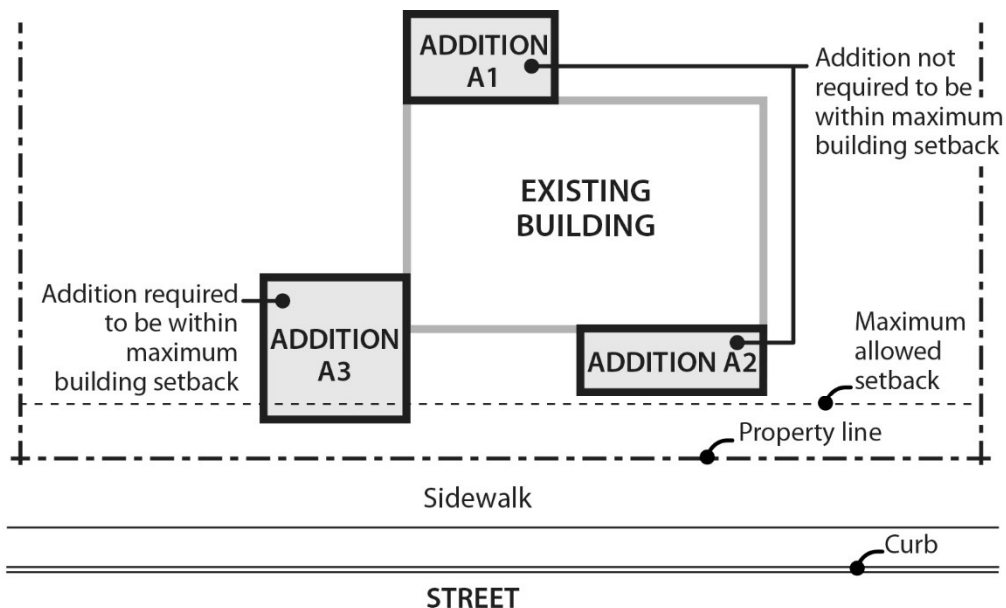 ADDITION
A1
Addition not
required to be
within maximum
building setback
EXISTING
BUILDING
Addition required
to be within
maximum
building setback
ADDITION
A3
ADDITION A2
Maximum
allowed
setback
Property line
Sidewalk
Curb
STREET